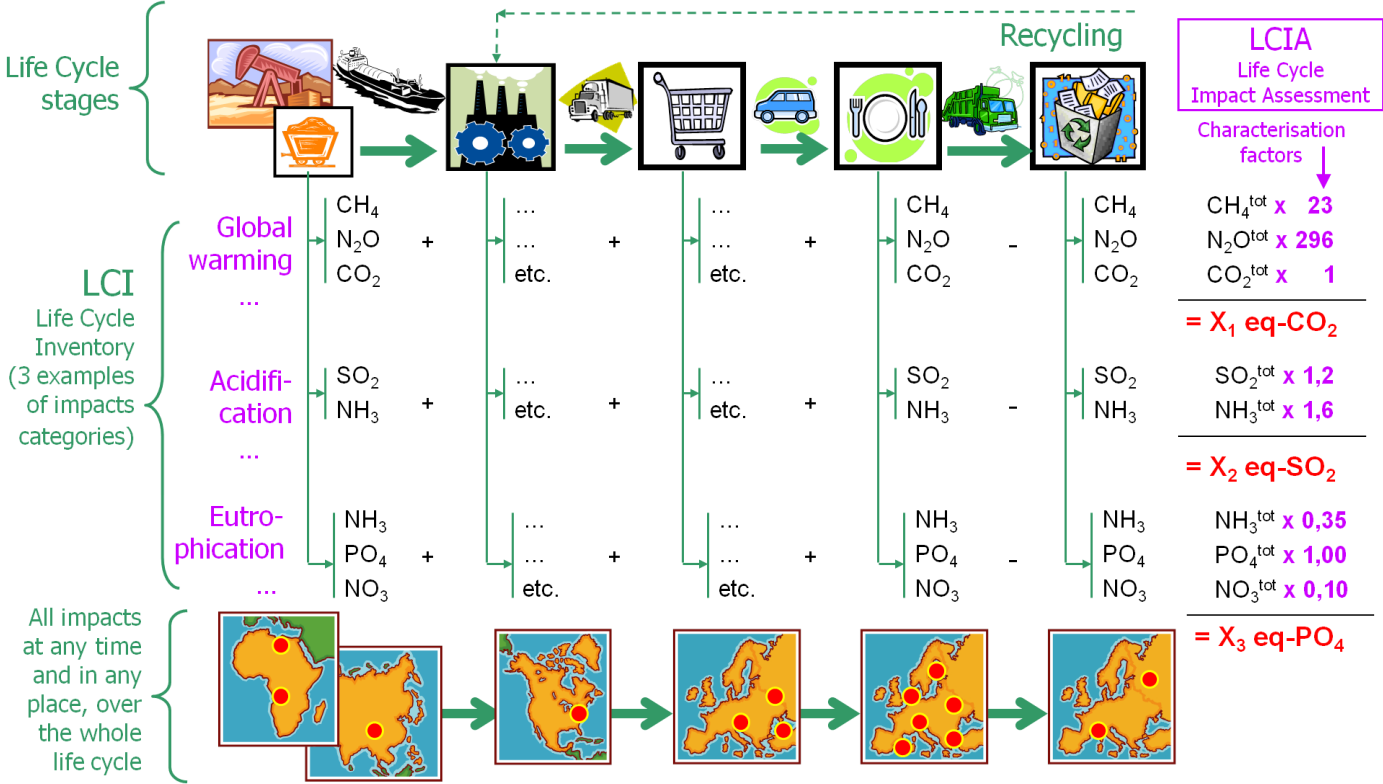 Life Cycle
stages
Recycling
LCIA
Life Cycle
Impact Assessment
Characterisation
factors
LCI
Life Cycle
Inventory
(3 examples
of impacts
categories)
Global
warming
...
CH₄ + ... + ... + CH₄ - CH₄
N₂O ... ... N₂O N₂O
CO₂ etc. etc. CO₂ CO₂
CH₄ᵗᵒᵗ x 23
N₂Oᵗᵒᵗ x 296
CO₂ᵗᵒᵗ x 1
= X₁ eq-CO₂
Acidifi-
cation
...
SO₂ + ... + ... + SO₂ - SO₂
NH₃ etc. etc. NH₃ NH₃
SO₂ᵗᵒᵗ x 1,2
NH₃ᵗᵒᵗ x 1,6
= X₂ eq-SO₂
Eutro-
phication
...
NH₃ ... ... NH₃ NH₃
PO₄ + ... + ... + PO₄ - PO₄
NO₃ etc. etc. NO₃ NO₃
NH₃ᵗᵒᵗ x 0,35
PO₄ᵗᵒᵗ x 1,00
NO₃ᵗᵒᵗ x 0,10
= X₃ eq-PO₄
All impacts
at any time
and in any
place, over
the whole
life cycle